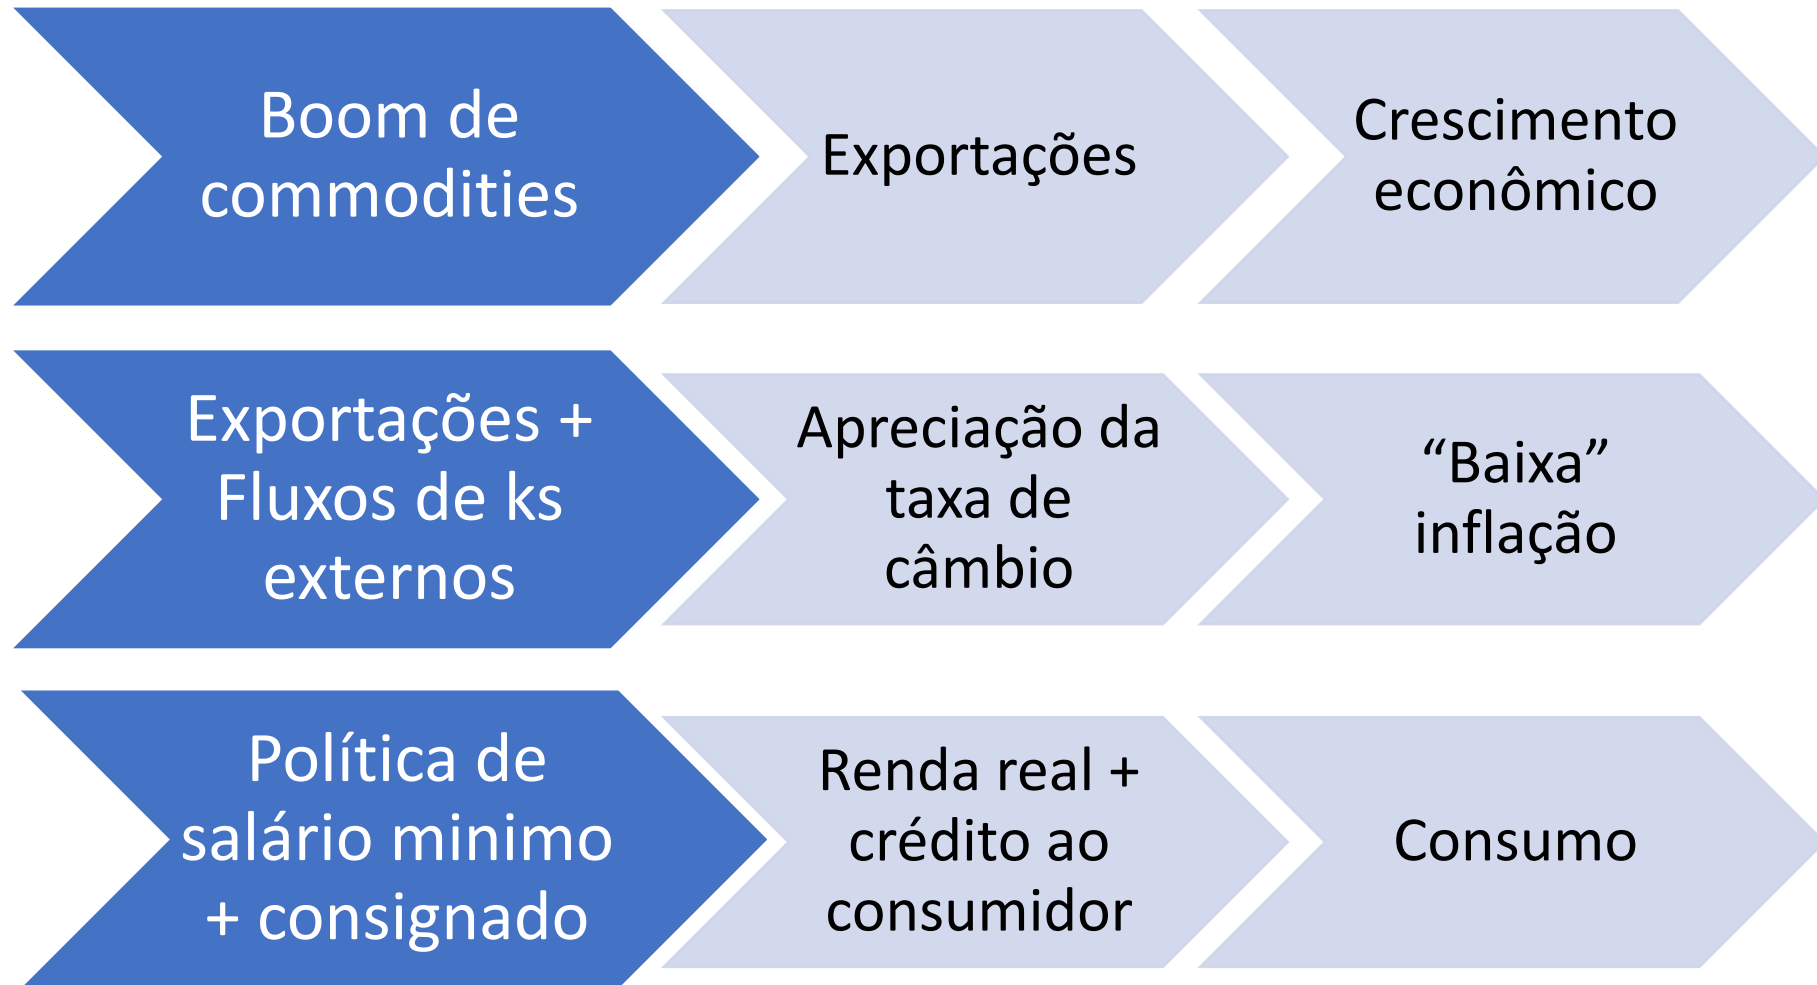 Boom de
commodities
Exportações
Crescimento
econômico
Exportações +
Fluxos de ks
externos
Apreciação da
taxa de
câmbio
“Baixa”
inflação
Política de
salário minimo
+ consignado
Renda real +
crédito ao
consumidor
Consumo